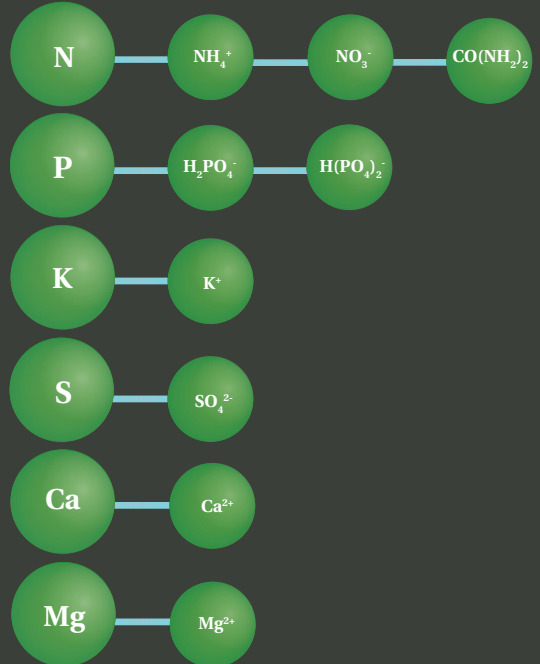 N NH₄⁺ NO₃⁻ CO(NH₂)₂
P H₂PO₄⁻ H(PO₄)₂⁻
K K⁺
S SO₄²⁻
Ca Ca²⁺
Mg Mg²⁺